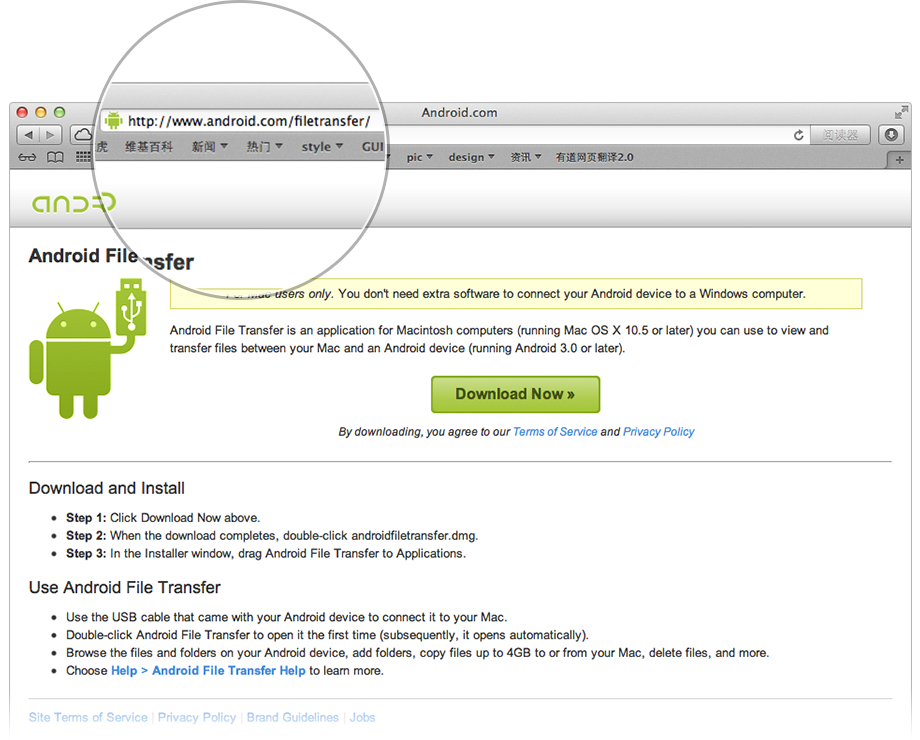 Android.com
http://www.android.com/filetransfer/
阅读器
虎 维基百科 新闻 热门 style GUI pic design 资讯 有道网页翻译2.0
Android File nsfer
Mac users only. You don't need extra software to connect your Android device to a Windows computer.
Android File Transfer is an application for Macintosh computers (running Mac OS X 10.5 or later) you can use to view and
transfer files between your Mac and an Android device (running Android 3.0 or later).
Download Now »
By downloading, you agree to our Terms of Service and Privacy Policy
Download and Install
• Step 1: Click Download Now above.
• Step 2: When the download completes, double-click androidfiletransfer.dmg.
• Step 3: In the Installer window, drag Android File Transfer to Applications.
Use Android File Transfer
• Use the USB cable that came with your Android device to connect it to your Mac.
• Double-click Android File Transfer to open it the first time (subsequently, it opens automatically).
• Browse the files and folders on your Android device, add folders, copy files up to 4GB to or from your Mac, delete files, and more.
• Choose Help > Android File Transfer Help to learn more.
Site Terms of Service | Privacy Policy | Brand Guidelines | Jobs